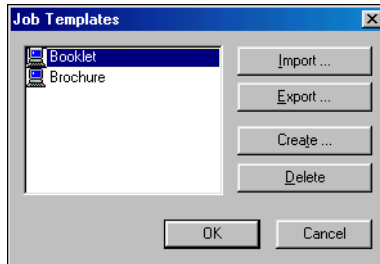 Job Templates
Booklet
Brochure
Import ...
Export ...
Create ...
Delete
OK
Cancel